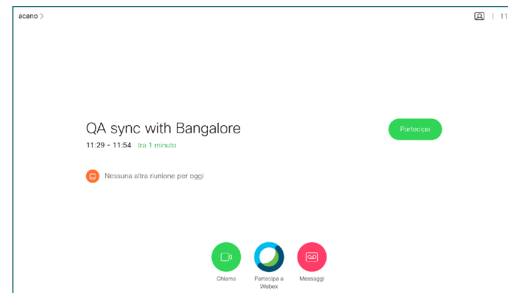 acano
11
QA sync with Bangalore
Partecipa
11:29 - 11:54 tra 1 minuto
Nessuna altra riunione per oggi
Chiama
Partecipa a
Webex
Messaggi